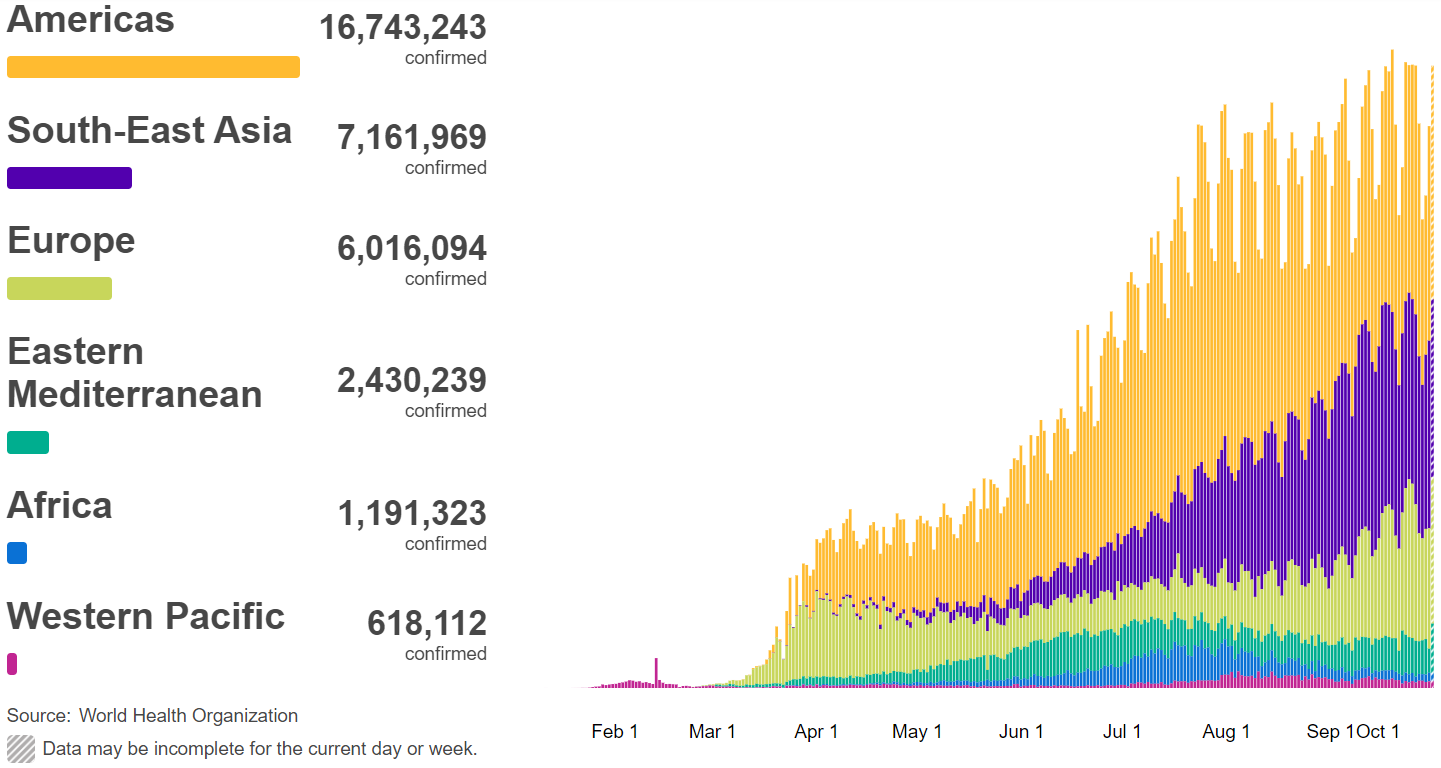 Americas
16,743,243
confirmed
South-East Asia
7,161,969
confirmed
Europe
6,016,094
confirmed
Eastern
Mediterranean
2,430,239
confirmed
Africa
1,191,323
confirmed
Western Pacific
618,112
confirmed
Source: World Health Organization
Data may be incomplete for the current day or week.
Feb 1 Mar 1 Apr 1 May 1 Jun 1 Jul 1 Aug 1 Sep 1 Oct 1